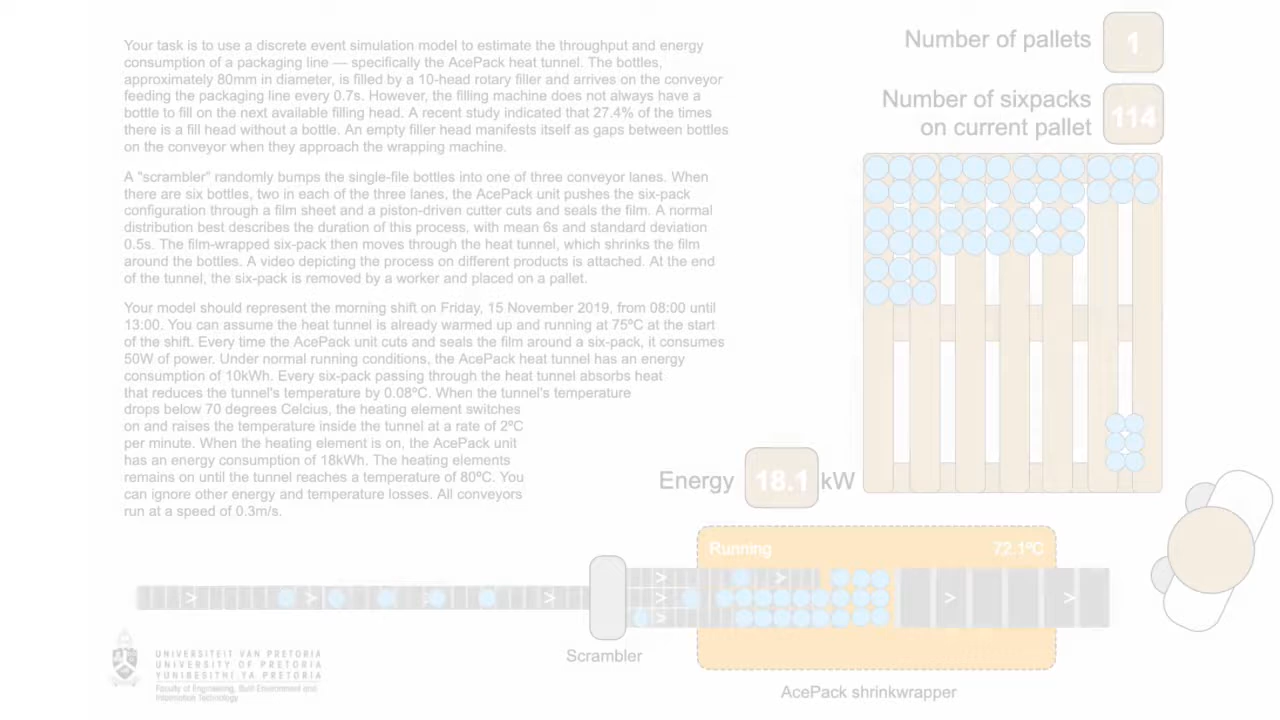 Your task is to use a discrete event simulation model to estimate the throughput and energy
consumption of a packaging line — specifically the AcePack heat tunnel. The bottles,
approximately 80mm in diameter, is filled by a 10-head rotary filler and arrives on the conveyor
feeding the packaging line every 0.7s. However, the filling machine does not always have a
bottle to fill on the next available filling head. A recent study indicated that 27.4% of the times
there is a fill head without a bottle. An empty filler head manifests itself as gaps between bottles
on the conveyor when they approach the wrapping machine.
A "scrambler" randomly bumps the single-file bottles into one of three conveyor lanes. When
there are six bottles, two in each of the three lanes, the AcePack unit pushes the six-pack
configuration through a film sheet and a piston-driven cutter cuts and seals the film. A normal
distribution best describes the duration of this process, with mean 6s and standard deviation
0.5s. The film-wrapped six-pack then moves through the heat tunnel, which shrinks the film
around the bottles. A video depicting the process on different products is attached. At the end
of the tunnel, the six-pack is removed by a worker and placed on a pallet.
Your model should represent the morning shift on Friday, 15 November 2019, from 08:00 until
13:00. You can assume the heat tunnel is already warmed up and running at 75ºC at the start
of the shift. Every time the AcePack unit cuts and seals the film around a six-pack, it consumes
50W of power. Under normal running conditions, the AcePack heat tunnel has an energy
consumption of 10kWh. Every six-pack passing through the heat tunnel absorbs heat
that reduces the tunnel's temperature by 0.08ºC. When the tunnel's temperature
drops below 70 degrees Celcius, the heating element switches
on and raises the temperature inside the tunnel at a rate of 2ºC
per minute. When the heating element is on, the AcePack unit
has an energy consumption of 18kWh. The heating elements
remains on until the tunnel reaches a temperature of 80ºC. You
can ignore other energy and temperature losses. All conveyors
run at a speed of 0.3m/s.
Number of pallets 1
Number of sixpacks
on current pallet 114
Energy 18.1 kW
Running 72.1ºC
> > > >
> > > > > >
>
Scrambler
AcePack shrinkwrapper
UNIVERSITEIT VAN PRETORIA
UNIVERSITY OF PRETORIA
YUNIBESITHI YA PRETORIA
Faculty of Engineering, Built Environment and
Information Technology